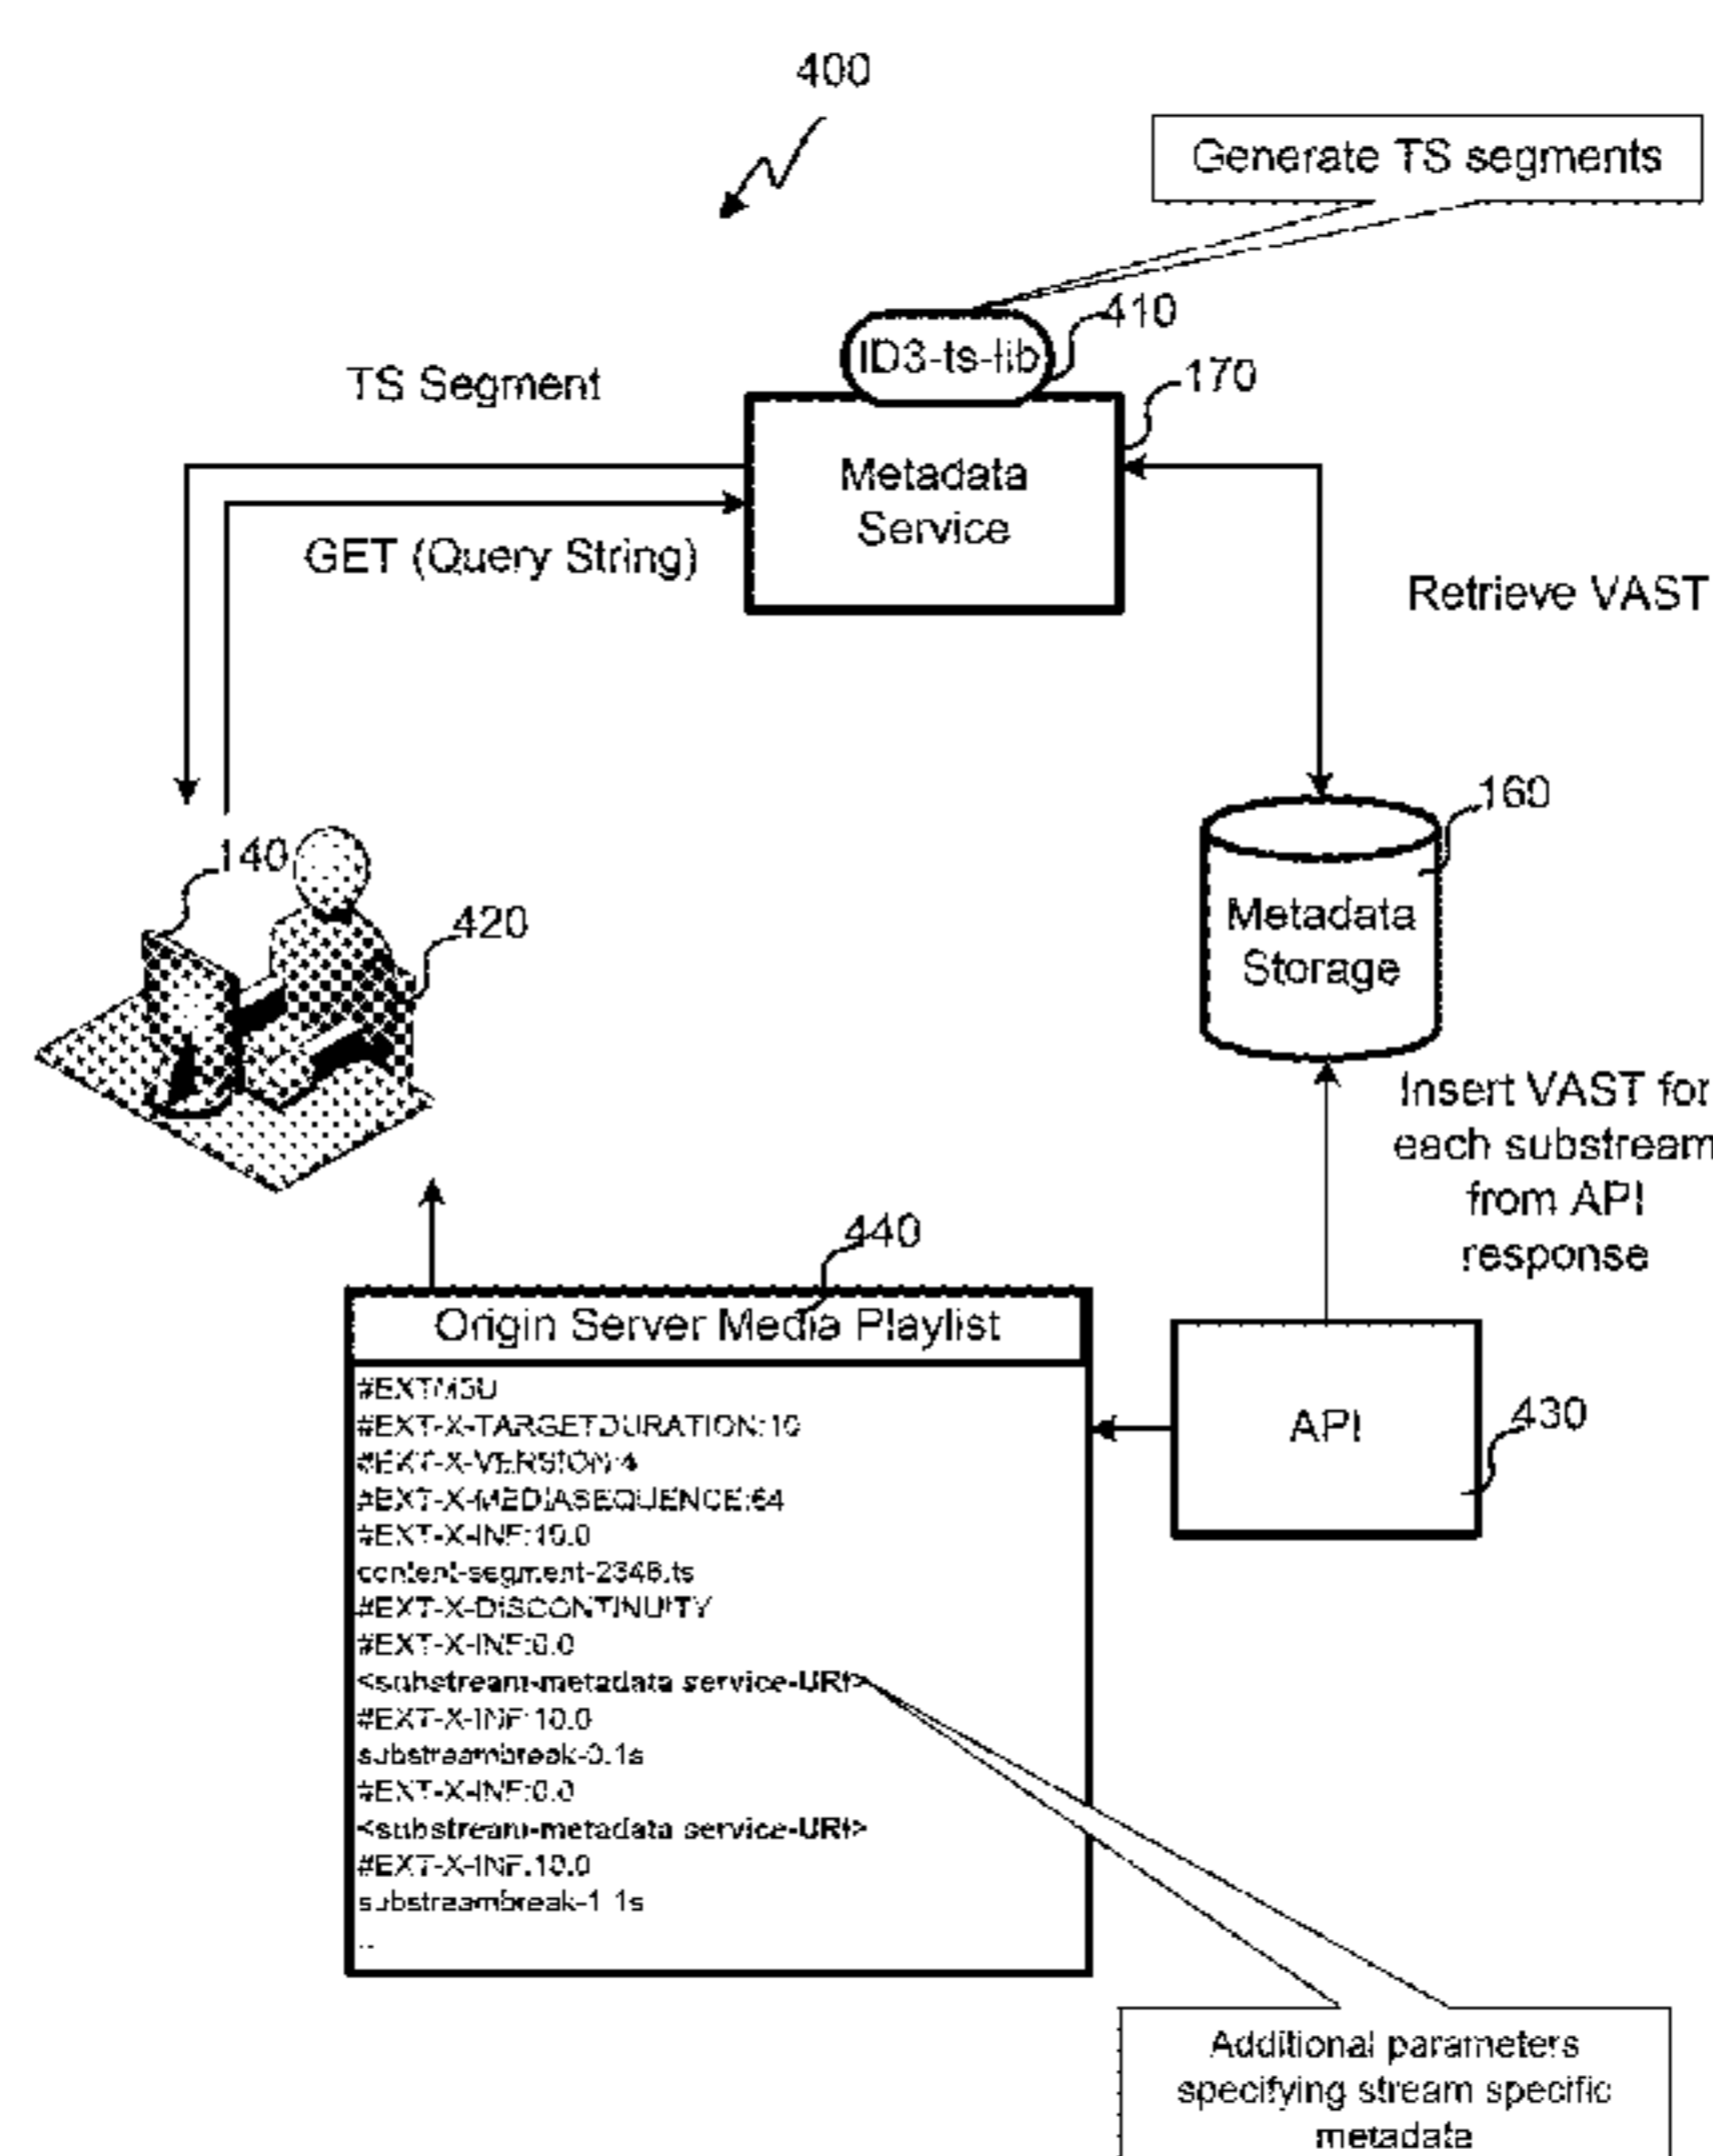 400
Generate TS segments
ID3-ts-lib
410
TS Segment
170
Metadata
Service
GET (Query String)
Retrieve VAST
160
140
420
Metadata
Storage
Insert VAST for
each substream
from API
response
440
Origin Server Media Playlist
#EXTM3U
#EXT-X-TARGETDURATION:10
#EXT-X-VERSION:4
#EXT-X-MEDIASEQUENCE:64
#EXT-X-INF:10.0
content-segment-2346.ts
#EXT-X-DISCONTINUITY
#EXT-X-INF:0.0
<substream-metadata service-URI>
#EXT-X-INF:10.0
substreambreak-0.1s
#EXT-X-INF:0.0
<substream-metadata service-URI>
#EXT-X-INF:10.0
substreambreak-1.1s
..
API
430
Additional parameters
specifying stream specific
metadata